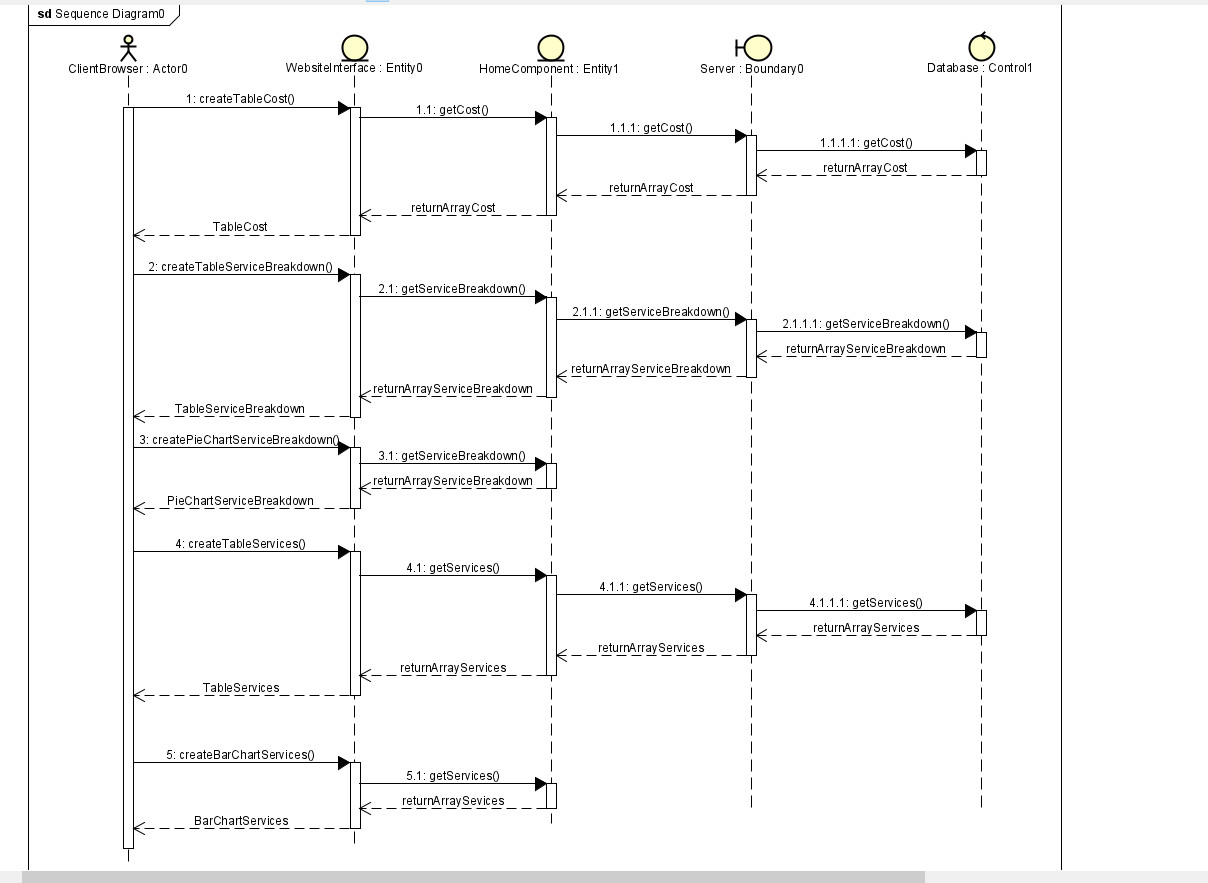 sd Sequence Diagram0
ClientBrowser : Actor0
WebsiteInterface : Entity0
HomeComponent : Entity1
Server : Boundary0
Database : Control1
1: createTableCost()
1.1: getCost()
1.1.1: getCost()
1.1.1.1: getCost()
returnArrayCost
returnArrayCost
returnArrayCost
TableCost
2: createTableServiceBreakdown()
2.1: getServiceBreakdown()
2.1.1: getServiceBreakdown()
2.1.1.1: getServiceBreakdown()
returnArrayServiceBreakdown
returnArrayServiceBreakdown
returnArrayServiceBreakdown
TableServiceBreakdown
3: createPieChartServiceBreakdown()
3.1: getServiceBreakdown()
returnArrayServiceBreakdown
PieChartServiceBreakdown
4: createTableServices()
4.1: getServices()
4.1.1: getServices()
4.1.1.1: getServices()
returnArrayServices
returnArrayServices
returnArrayServices
TableServices
5: createBarChartServices()
5.1: getServices()
returnArraySevices
BarChartServices